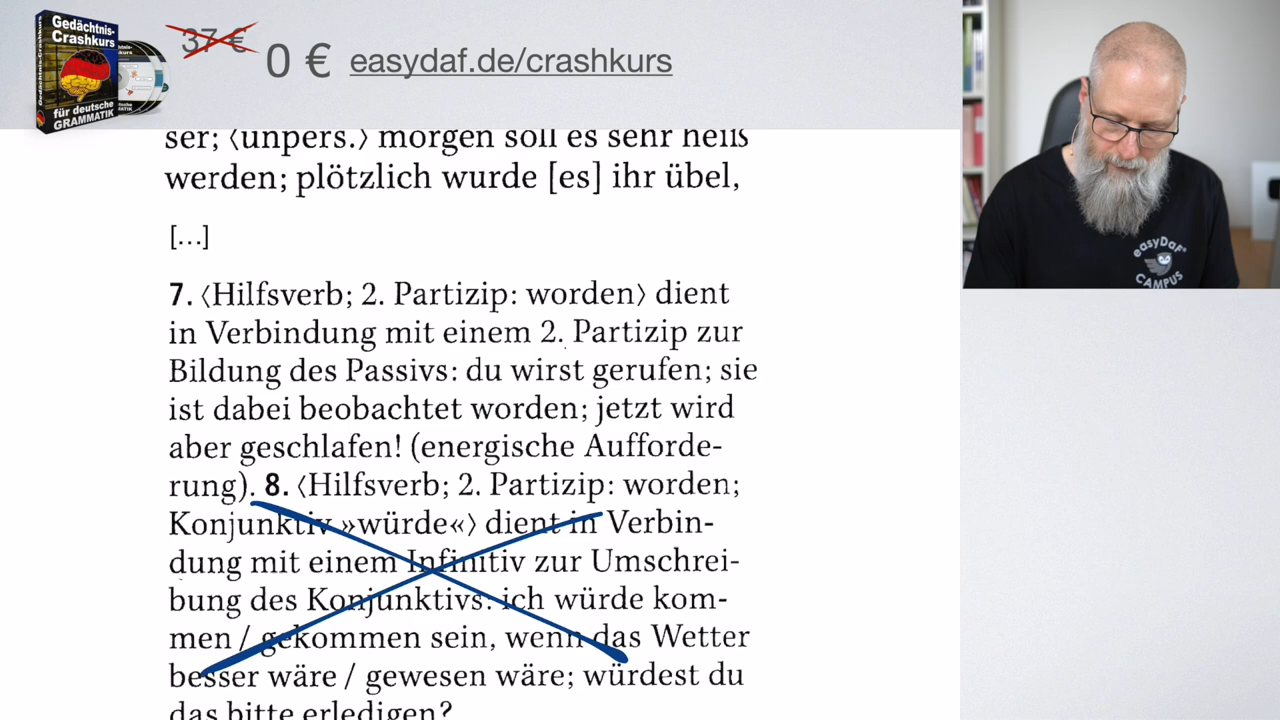 Gedächtnis-
Crashkurs
für deutsche
GRAMMATIK
37 €
0 €
easydaf.de/crashkurs
ser; ⟨unpers.⟩ morgen soll es sehr heiß
werden; plötzlich wurde [es] ihr übel,
[...]
7. ⟨Hilfsverb; 2. Partizip: worden⟩ dient
in Verbindung mit einem 2. Partizip zur
Bildung des Passivs: du wirst gerufen; sie
ist dabei beobachtet worden; jetzt wird
aber geschlafen! (energische Aufforde-
rung). 8. ⟨Hilfsverb; 2. Partizip: worden;
Konjunktiv »würde«⟩ dient in Verbin-
dung mit einem Infinitiv zur Umschrei-
bung des Konjunktivs: ich würde kom-
men / gekommen sein, wenn das Wetter
besser wäre / gewesen wäre; würdest du
das bitte erledigen?
easyDaF®
CAMPUS